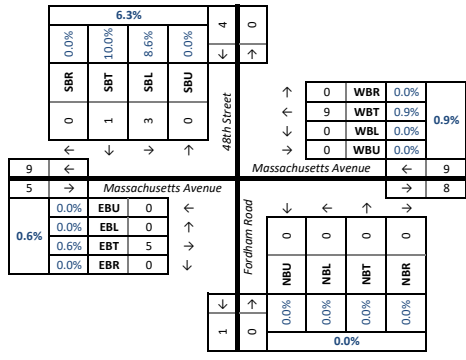 6.3% 4 0
0.0% 10.0% 8.6% 0.0% ↓ ↑
SBR SBT SBL SBU
0 1 3 0
← ↓ → ↑
48th Street
↑ 0 WBR 0.0%
← 9 WBT 0.9% 0.9%
↓ 0 WBL 0.0%
→ 0 WBU 0.0%
9 ← Massachusetts Avenue ← 9
5 → Massachusetts Avenue → 8
0.6%
0.0% EBU 0 ←
0.0% EBL 0 ↑
0.6% EBT 5 →
0.0% EBR 0 ↓
Fordham Road
↓ ← ↑ →
0 0 0 0
NBU NBL NBT NBR
↓ ↑ 0.0% 0.0% 0.0% 0.0%
1 0 0.0%